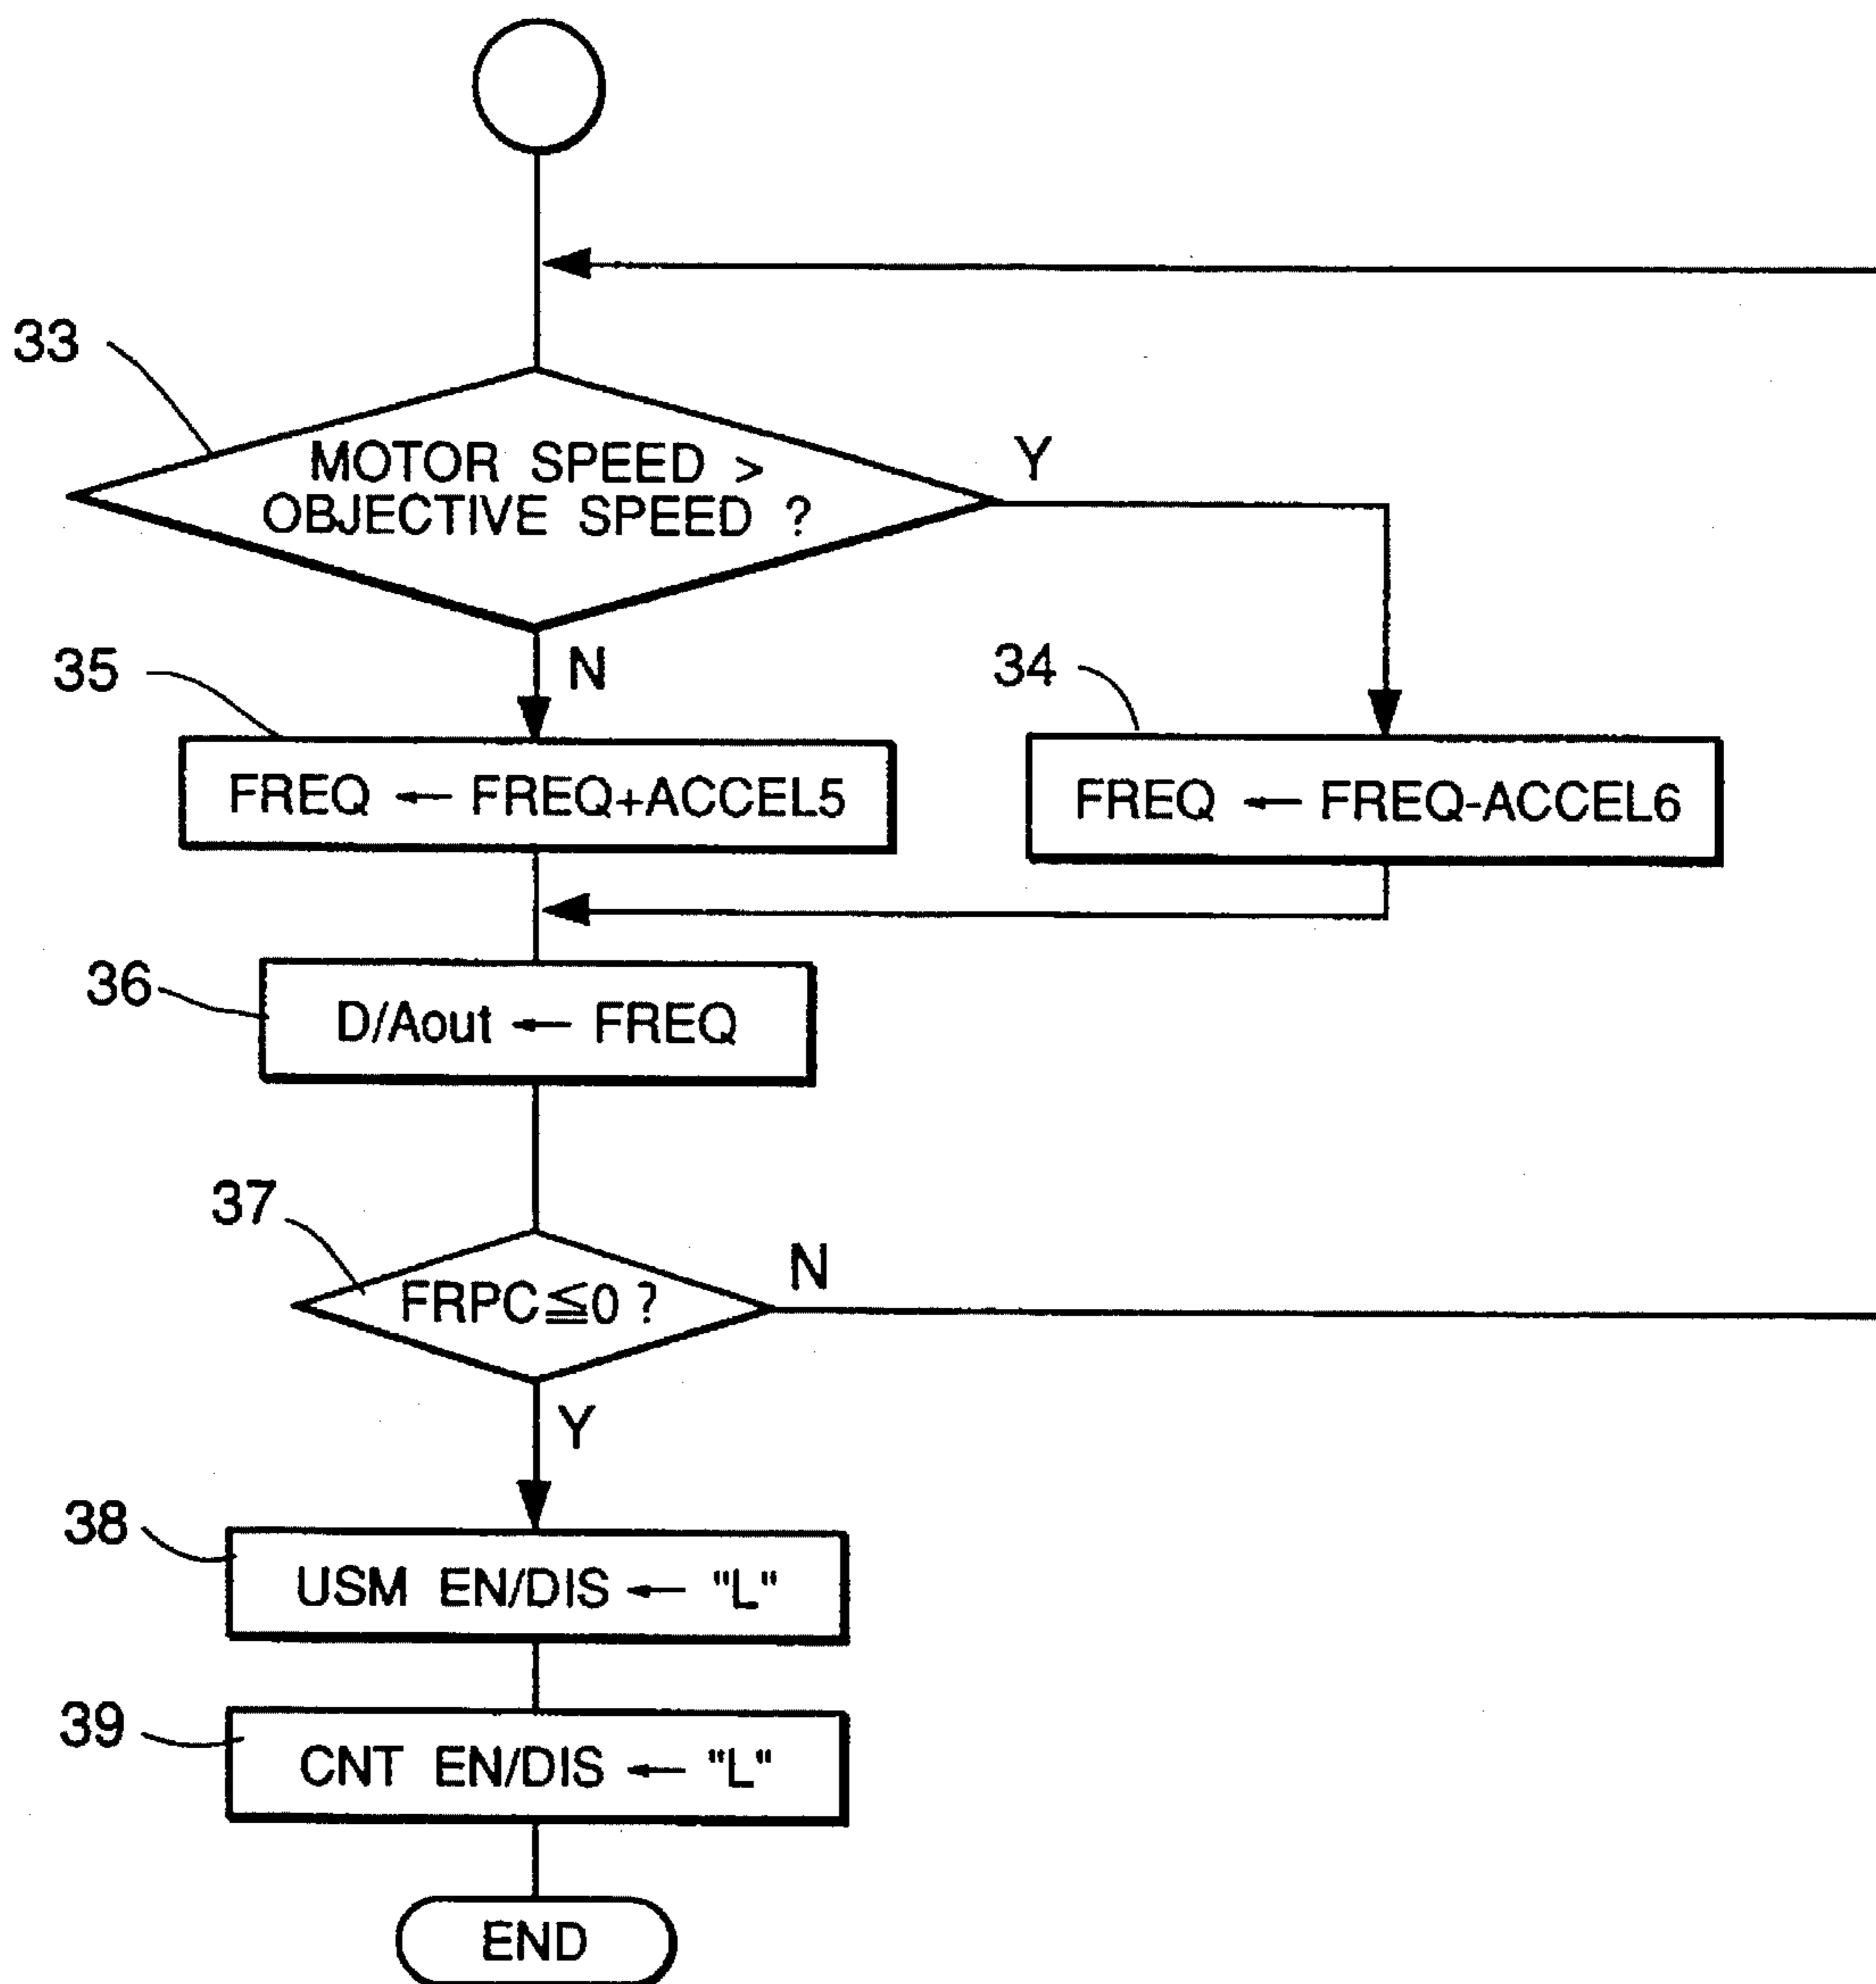 33
MOTOR SPEED >
OBJECTIVE SPEED ?
Y
N
35
34
FREQ ← FREQ+ACCEL5
FREQ ← FREQ-ACCEL6
36
D/Aout ← FREQ
37
FRPC≦0 ?
N
Y
38
USM EN/DIS ← "L"
39
CNT EN/DIS ← "L"
END